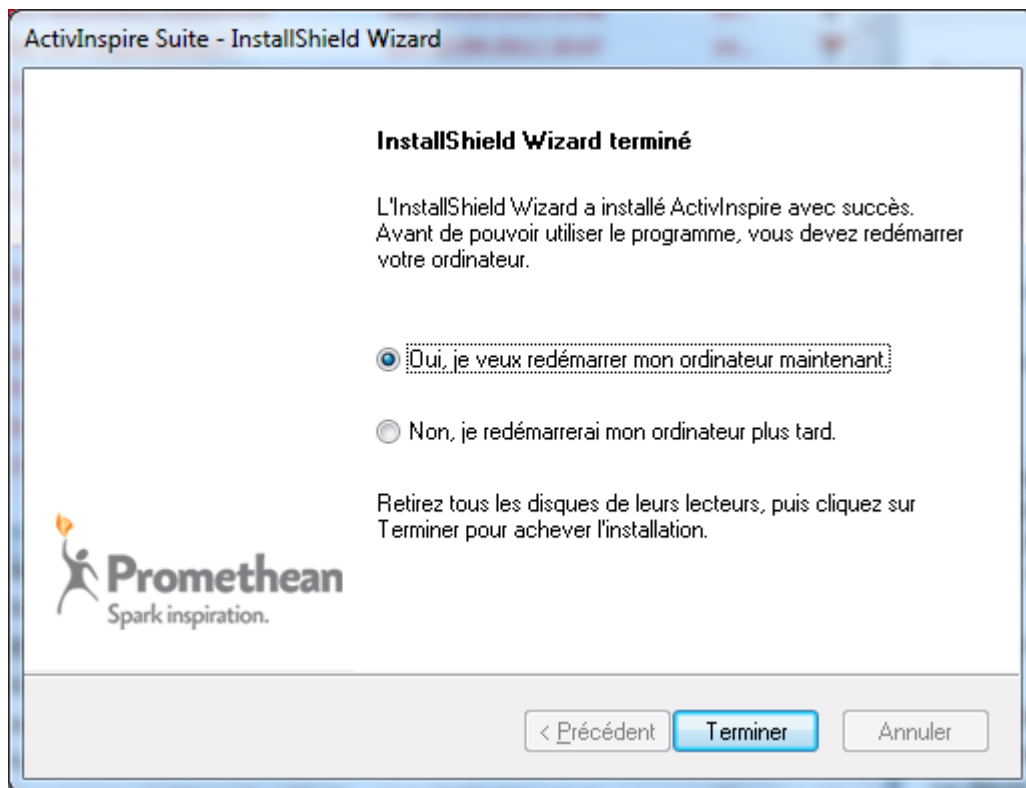 ActivInspire Suite - InstallShield Wizard
InstallShield Wizard terminé
L'InstallShield Wizard a installé ActivInspire avec succès.
Avant de pouvoir utiliser le programme, vous devez redémarrer
votre ordinateur.
Oui, je veux redémarrer mon ordinateur maintenant.
Non, je redémarrerai mon ordinateur plus tard.
Retirez tous les disques de leurs lecteurs, puis cliquez sur
Terminer pour achever l'installation.
Promethean
Spark inspiration.
< Précédent
Terminer
Annuler